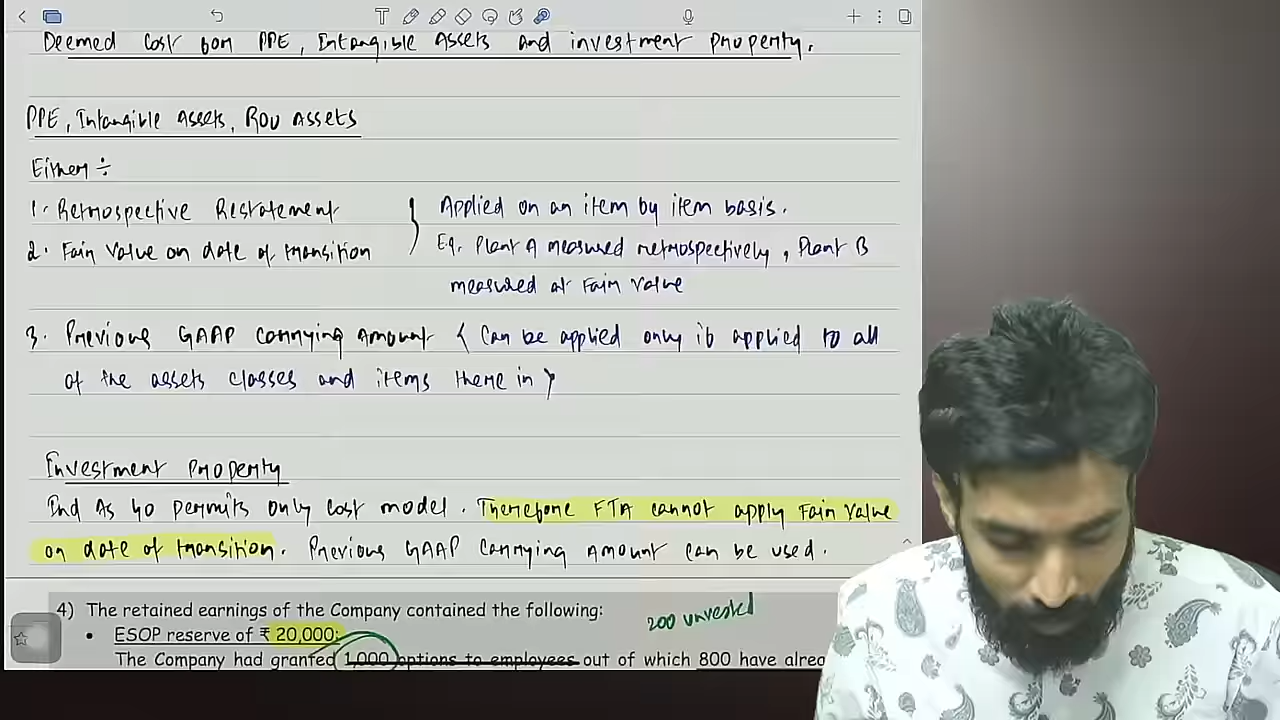 Deemed cost for PPE, Intangible Assets and investment property.
PPE, Intangible Assets, ROU Assets
Either ÷
1. Retrospective Restatement
2. Fair value on date of transition
Applied on an item by item basis.
Eg. Plant A measured retrospectively, Plant B
measured at Fair value
3. Previous GAAP Carrying Amount { Can be applied only if applied to all
of the assets classes and items there in }
Investment Property
Ind As 40 permits only cost model. Therefore FTA cannot apply Fair value
on date of transition. Previous GAAP Carrying Amount can be used.
4) The retained earnings of the Company contained the following:
200 unvested
• ESOP reserve of ₹ 20,000:
The Company had granted 1,000 options to employees out of which 800 have alrea